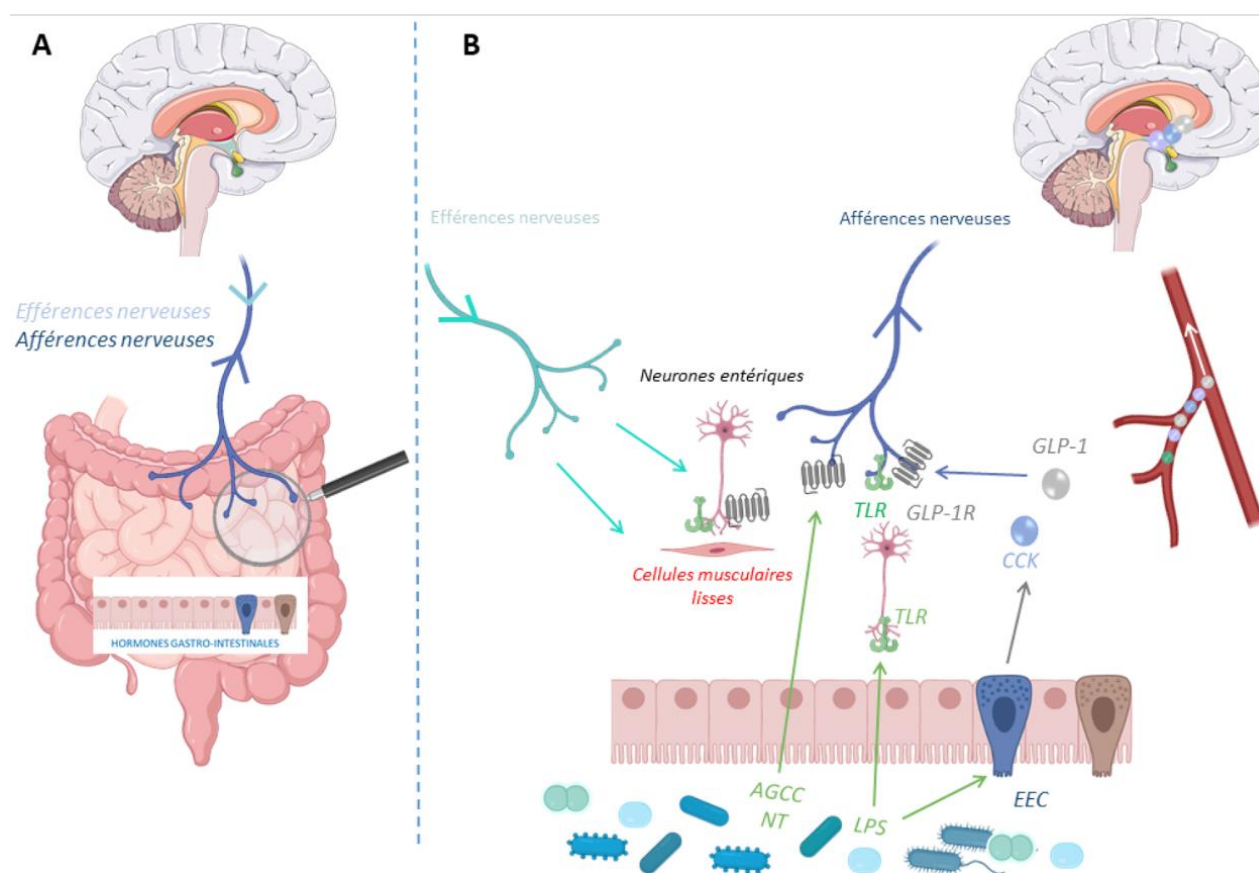 A
Efférences nerveuses
Afférences nerveuses
HORMONES GASTRO-INTESTINALES
B
Efférences nerveuses
Afférences nerveuses
Neurones entériques
GLP-1
TLR
GLP-1R
CCK
Cellules musculaires
lisses
TLR
AGCC
NT
LPS
EEC